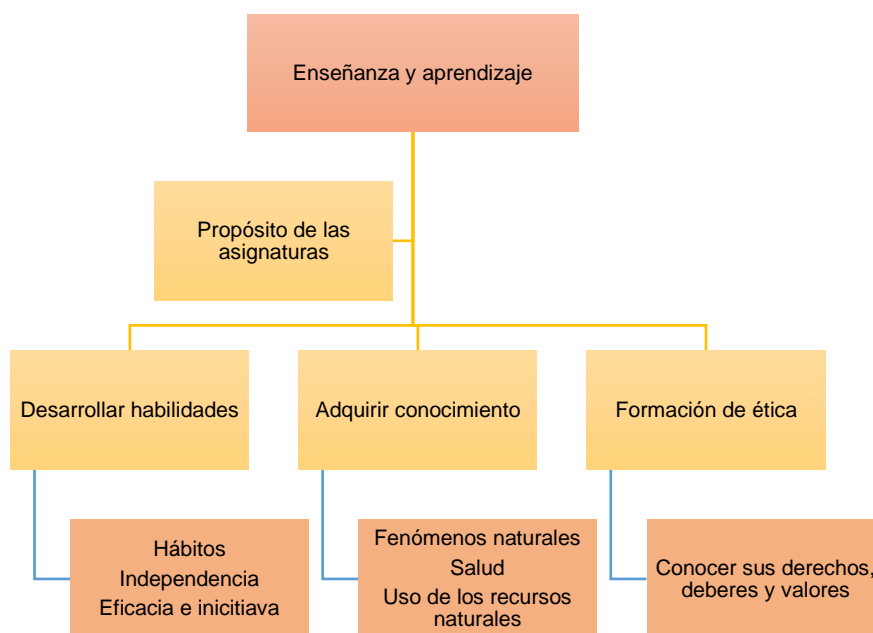 Enseñanza y aprendizaje
Propósito de las
asignaturas
Desarrollar habilidades
Adquirir conocimiento
Formación de ética
Hábitos
Independencia
Eficacia e inicitiava
Fenómenos naturales
Salud
Uso de los recursos
naturales
Conocer sus derechos,
deberes y valores